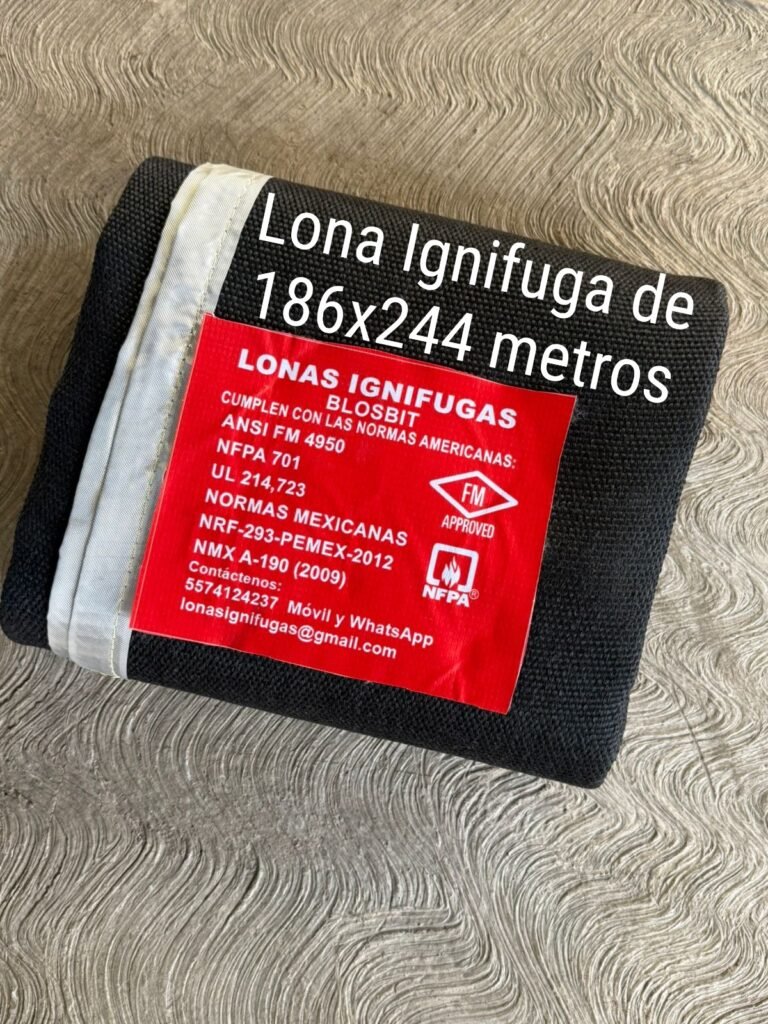 Lona Ignifuga de
186x244 metros
LONAS IGNIFUGAS
BLOSBIT
CUMPLEN CON LAS NORMAS AMERICANAS:
ANSI FM 4950
NFPA 701
UL 214,723
NORMAS MEXICANAS
NRF-293-PEMEX-2012
NMX A-190 (2009)
Contáctenos:
5574124237 Móvil y WhatsApp
lonasignifugas@gmail.com
FM
APPROVED
NFPA®